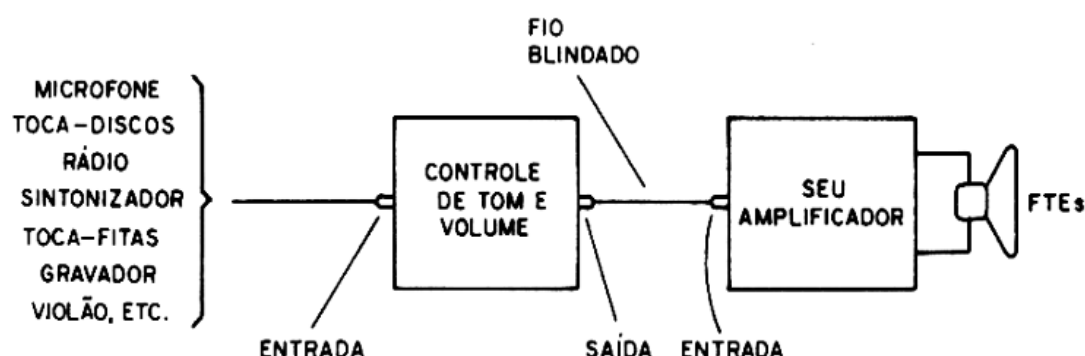 MICROFONE
TOCA-DISCOS
RÁDIO
SINTONIZADOR
TOCA-FITAS
GRAVADOR
VIOLÃO, ETC.
ENTRADA
CONTROLE
DE TOM E
VOLUME
SAÍDA
FIO
BLINDADO
ENTRADA
SEU
AMPLIFICADOR
FTEs